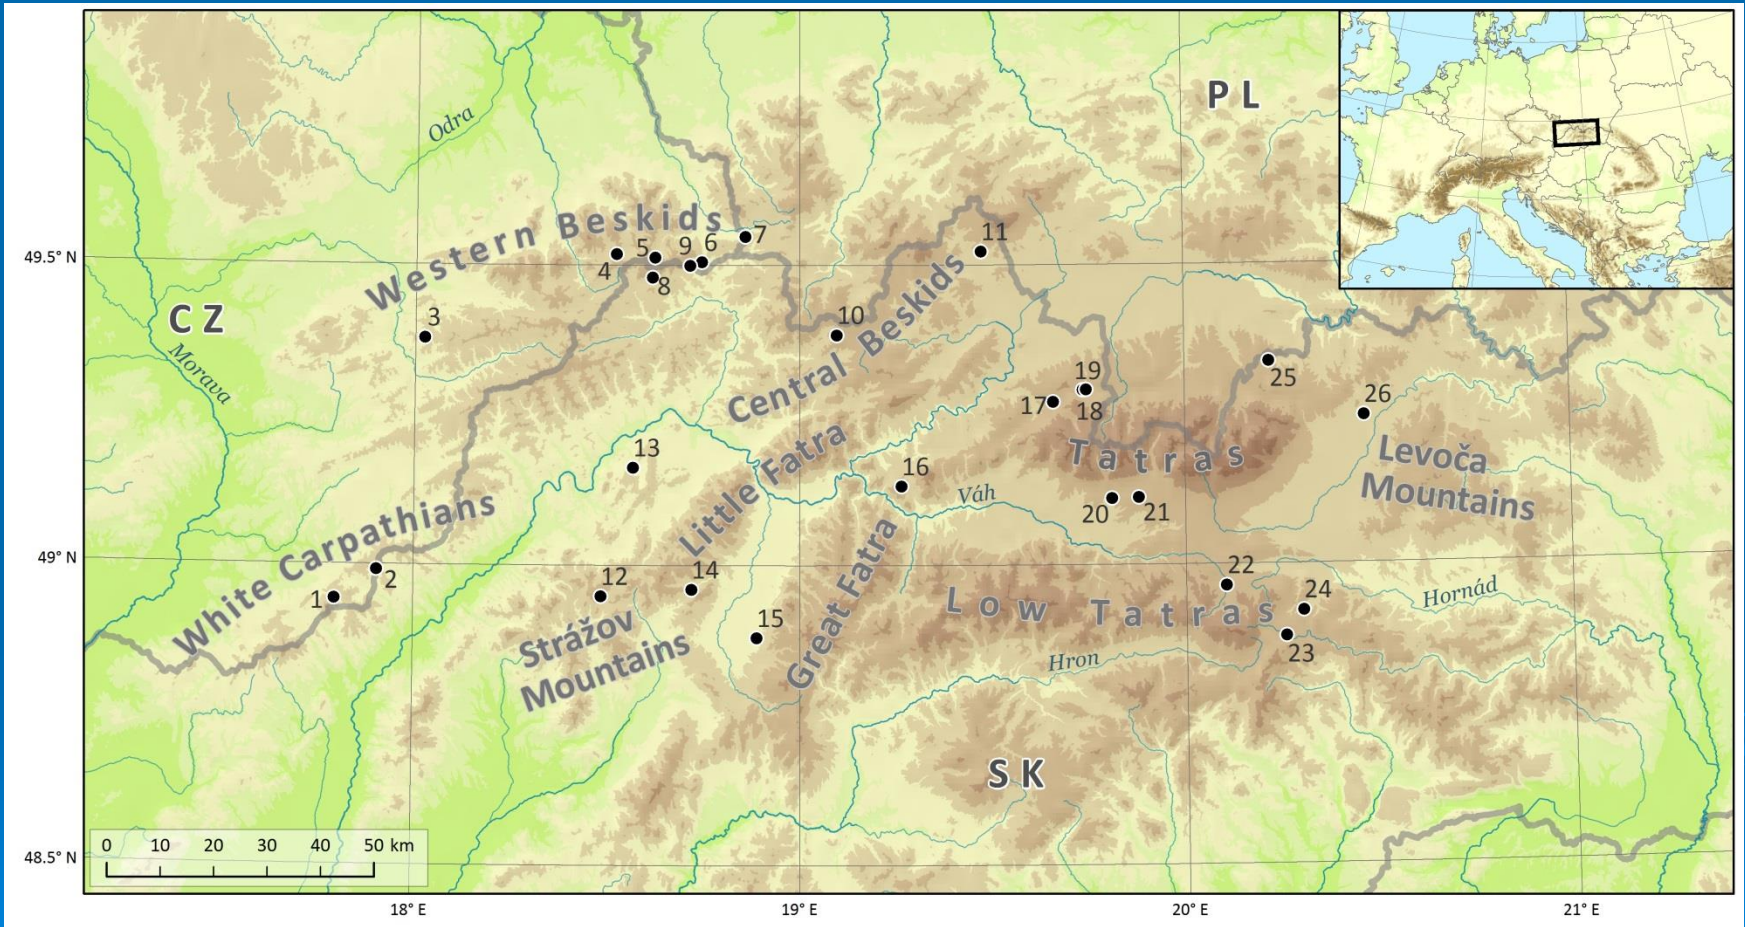 PL
Odra
Western Beskids
7
5
9
6
11
49.5° N
4
8
CZ
3
10
Central Beskids
Morava
19
25
17
18
26
Tatras
Levoča
Mountains
13
Little Fatra
16
Váh
20
21
White Carpathians
49° N
2
1
12
14
Great Fatra
22
24
Hornád
Low Tatras
Strážov
Mountains
15
23
Hron
SK
0 10 20 30 40 50 km
48.5° N
18° E
19° E
20° E
21° E